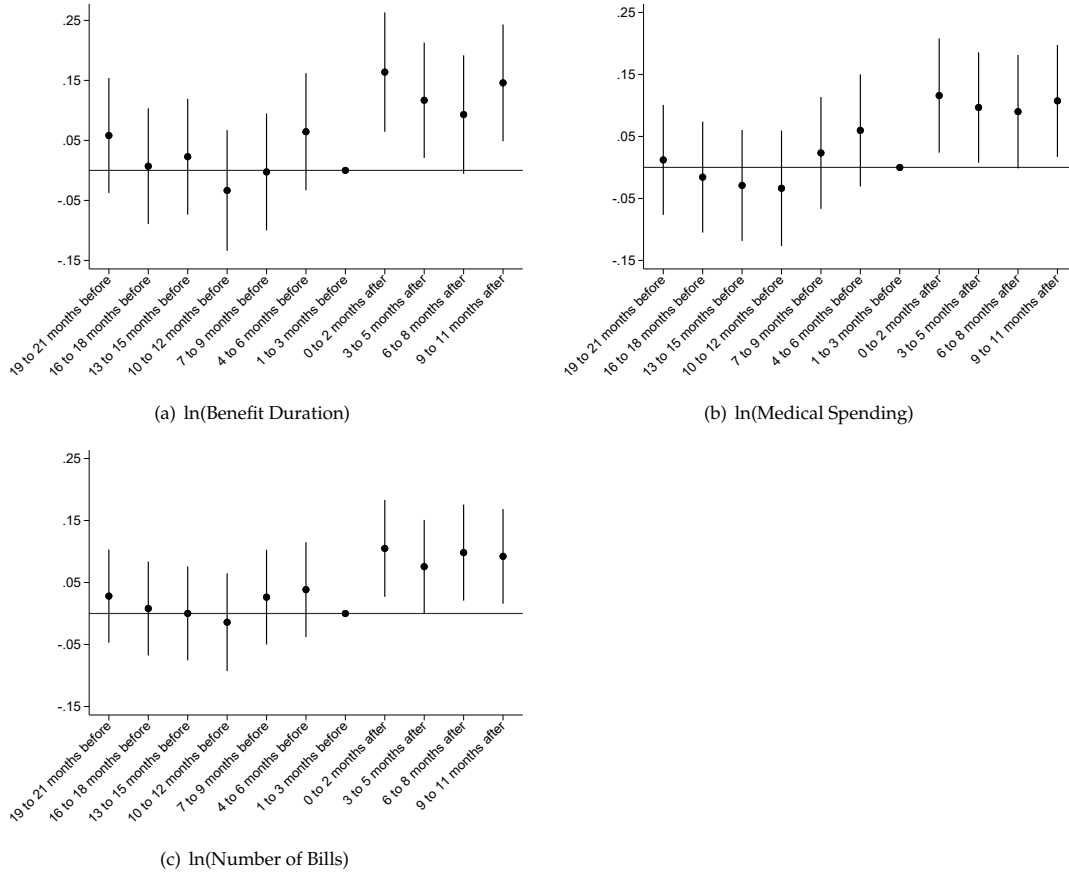 .25
.15
.05
-.05
-.15
19 to 21 months before
16 to 18 months before
13 to 15 months before
10 to 12 months before
7 to 9 months before
4 to 6 months before
1 to 3 months before
0 to 2 months after
3 to 5 months after
6 to 8 months after
9 to 11 months after
(a) ln(Benefit Duration)
.25
.15
.05
-.05
-.15
19 to 21 months before
16 to 18 months before
13 to 15 months before
10 to 12 months before
7 to 9 months before
4 to 6 months before
1 to 3 months before
0 to 2 months after
3 to 5 months after
6 to 8 months after
9 to 11 months after
(b) ln(Medical Spending)
.25
.15
.05
-.05
-.15
19 to 21 months before
16 to 18 months before
13 to 15 months before
10 to 12 months before
7 to 9 months before
4 to 6 months before
1 to 3 months before
0 to 2 months after
3 to 5 months after
6 to 8 months after
9 to 11 months after
(c) ln(Number of Bills)